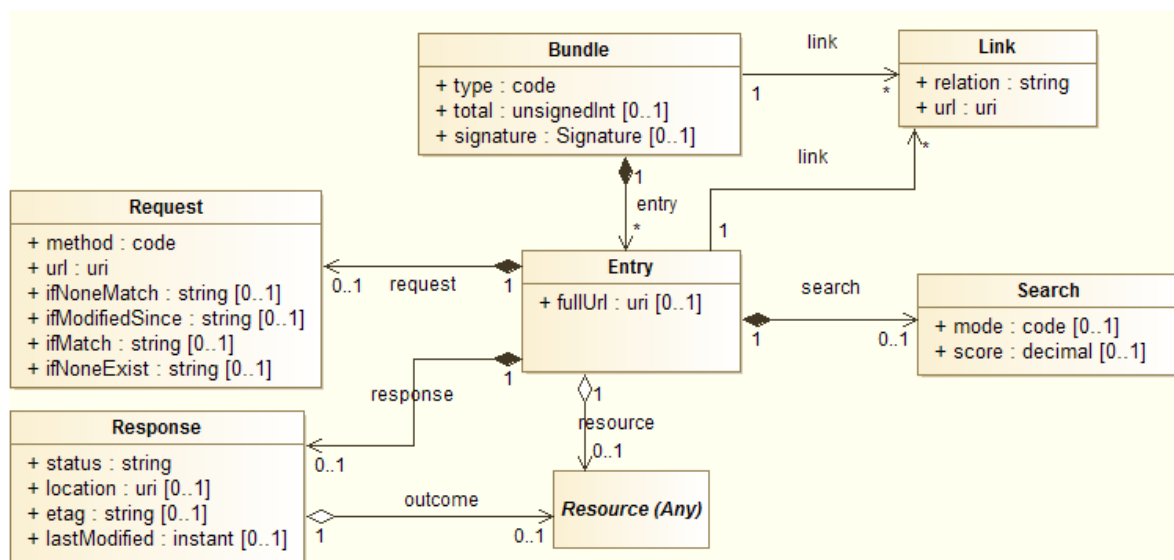 Bundle
+ type : code
+ total : unsignedInt [0..1]
+ signature : Signature [0..1]
link
1
*
Link
+ relation : string
+ url : uri
link
*
1
1
entry
*
Request
+ method : code
+ url : uri
+ ifNoneMatch : string [0..1]
+ ifModifiedSince : string [0..1]
+ ifMatch : string [0..1]
+ ifNoneExist : string [0..1]
0..1
request
1
Entry
+ fullUrl : uri [0..1]
search
1
0..1
Search
+ mode : code [0..1]
+ score : decimal [0..1]
1
response
0..1
1
resource
0..1
Response
+ status : string
+ location : uri [0..1]
+ etag : string [0..1]
+ lastModified : instant [0..1]
outcome
1
0..1
Resource (Any)